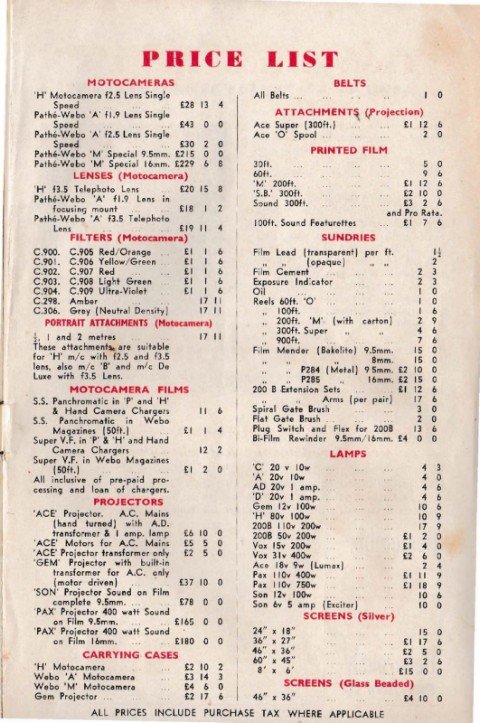 PRICE LIST
MOTOCAMERAS
'H' Motocamera f2.5 Lens Single
Speed ... ... ... £28 13 4
Pathé-Webo 'A' f1.9 Lens Single
Speed ... ... ... £43 0 0
Pathé-Webo 'A' f2.5 Lens Single
Speed ... ... ... £30 2 0
Pathé-Webo 'M' Special 9.5mm. £215 0 0
Pathé-Webo 'M' Special 16mm. £229 6 8
LENSES (Motocamera)
'H' f3.5 Telephoto Lens £20 15 8
Pathé-Webo 'A' f1.9 Lens in
focusing mount ... ... £18 1 2
Pathé-Webo 'A' f3.5 Telephoto
Lens ... ... ... £19 11 4
FILTERS (Motocamera)
C.900. C.905 Red/Orange ... £1 1 6
C.901. C.906 Yellow/Green ... £1 1 6
C.902. C.907 Red ... £1 1 6
C.903. C.908 Light Green ... £1 1 6
C.904. C.909 Ultra-Violet ... £1 1 6
C.298. Amber ... 17 11
C.306. Grey (Neutral Density) 17 11
PORTRAIT ATTACHMENTS (Motocamera)
½, 1 and 2 metres ... 17 11
These attachments are suitable
for 'H' m/c with f2.5 and f3.5
lens, also m/c 'B' and m/c De
Luxe with f3.5 Lens.
MOTOCAMERA FILMS
S.S. Panchromatic in 'P' and 'H'
& Hand Camera Chargers 11 6
S.S. Panchromatic in Webo
Magazines (50ft.) ... £1 1 4
Super V.F. in 'P' & 'H' and Hand
Camera Chargers ... 12 2
Super V.F. in Webo Magazines
(50ft.) ... ... £1 2 0
All inclusive of pre-paid pro-
cessing and loan of chargers.
PROJECTORS
'ACE' Projector. A.C. Mains
(hand turned) with A.D.
transformer & 1 amp. lamp £6 10 0
'ACE' Motors for A.C. Mains £5 5 0
'ACE' Projector transformer only £2 5 0
'GEM' Projector with built-in
transformer for A.C. only
(motor driven) ... £37 10 0
'SON' Projector Sound on Film
complete 9.5mm. ... £78 0 0
'PAX' Projector 400 watt Sound
on Film 9.5mm. ... £165 0 0
'PAX' Projector 400 watt Sound
on Film 16mm. ... £180 0 0
CARRYING CASES
'H' Motocamera ... £2 10 2
Webo 'A' Motocamera ... £3 14 3
Webo 'M' Motocamera ... £4 6 0
Gem Projector ... ... £2 17 6
BELTS
All Belts ... ... ... 1 0
ATTACHMENTS (Projection)
Ace Super (300ft.) ... ... £1 12 6
Ace 'O' Spool ... ... 2 0
PRINTED FILM
30ft. ... ... ... 5 0
60ft. ... ... ... 9 6
'M' 200ft. ... ... £1 12 6
'S.B.' 300ft. ... ... £2 10 0
Sound 300ft. ... ... £3 2 6
and Pro Rata.
100ft. Sound Featurettes ... £1 7 6
SUNDRIES
Film Lead (transparent) per ft. 1½
„ „ (opaque) „ „ 2
Film Cement ... ... 2 3
Exposure Indicator ... ... 2 3
Oil ... ... ... 1 0
Reels 60ft. 'O' ... ... 1 0
„ 100ft. ... ... 1 6
„ 200ft. 'M' (with carton) 2 9
„ 300ft. Super „ „ 4 6
„ 900ft. ... ... 7 6
Film Mender (Bakelite) 9.5mm. 15 0
„ „ „ 8mm. 15 0
„ „ P284 (Metal) 9.5mm. £2 10 0
„ „ P285 „ 16mm. £2 15 0
200 B Extension Sets ... £1 12 6
„ „ Arms (per pair) 17 6
Spiral Gate Brush ... ... 3 0
Flat Gate Brush ... ... 2 0
Plug Switch and Flex for 200B 13 6
Bi-Film Rewinder 9.5mm/16mm. £4 0 0
LAMPS
'C' 20 v 10w ... ... 4 3
'A' 20v 10w ... ... 4 0
AD 20v 1 amp. ... ... 4 6
'D' 20v 1 amp. ... ... 4 6
Gem 12v 100w ... ... 10 6
'H' 80v 100w ... ... 10 9
200B 110v 200w ... ... 17 9
200B 50v 200w ... ... £1 2 0
Vox 15v 200w ... ... £1 4 0
Vox 31v 400w ... ... £2 6 0
Ace 18v 9w (Lumax) ... 2 4
Pax 110v 400w ... ... £1 11 9
Pax 110v 750w ... ... £1 18 9
Son 12v 100w ... ... 10 6
Son 6v 5 amp (Exciter) ... 10 0
SCREENS (Silver)
24" x 18" ... ... 15 0
36" x 27" ... ... £1 17 6
46" x 36" ... ... £2 5 0
60" x 45" ... ... £3 2 6
8' x 6' ... ... £15 0 0
SCREENS (Glass Beaded)
46" x 36" ... ... £4 10 0
ALL PRICES INCLUDE PURCHASE TAX WHERE APPLICABLE